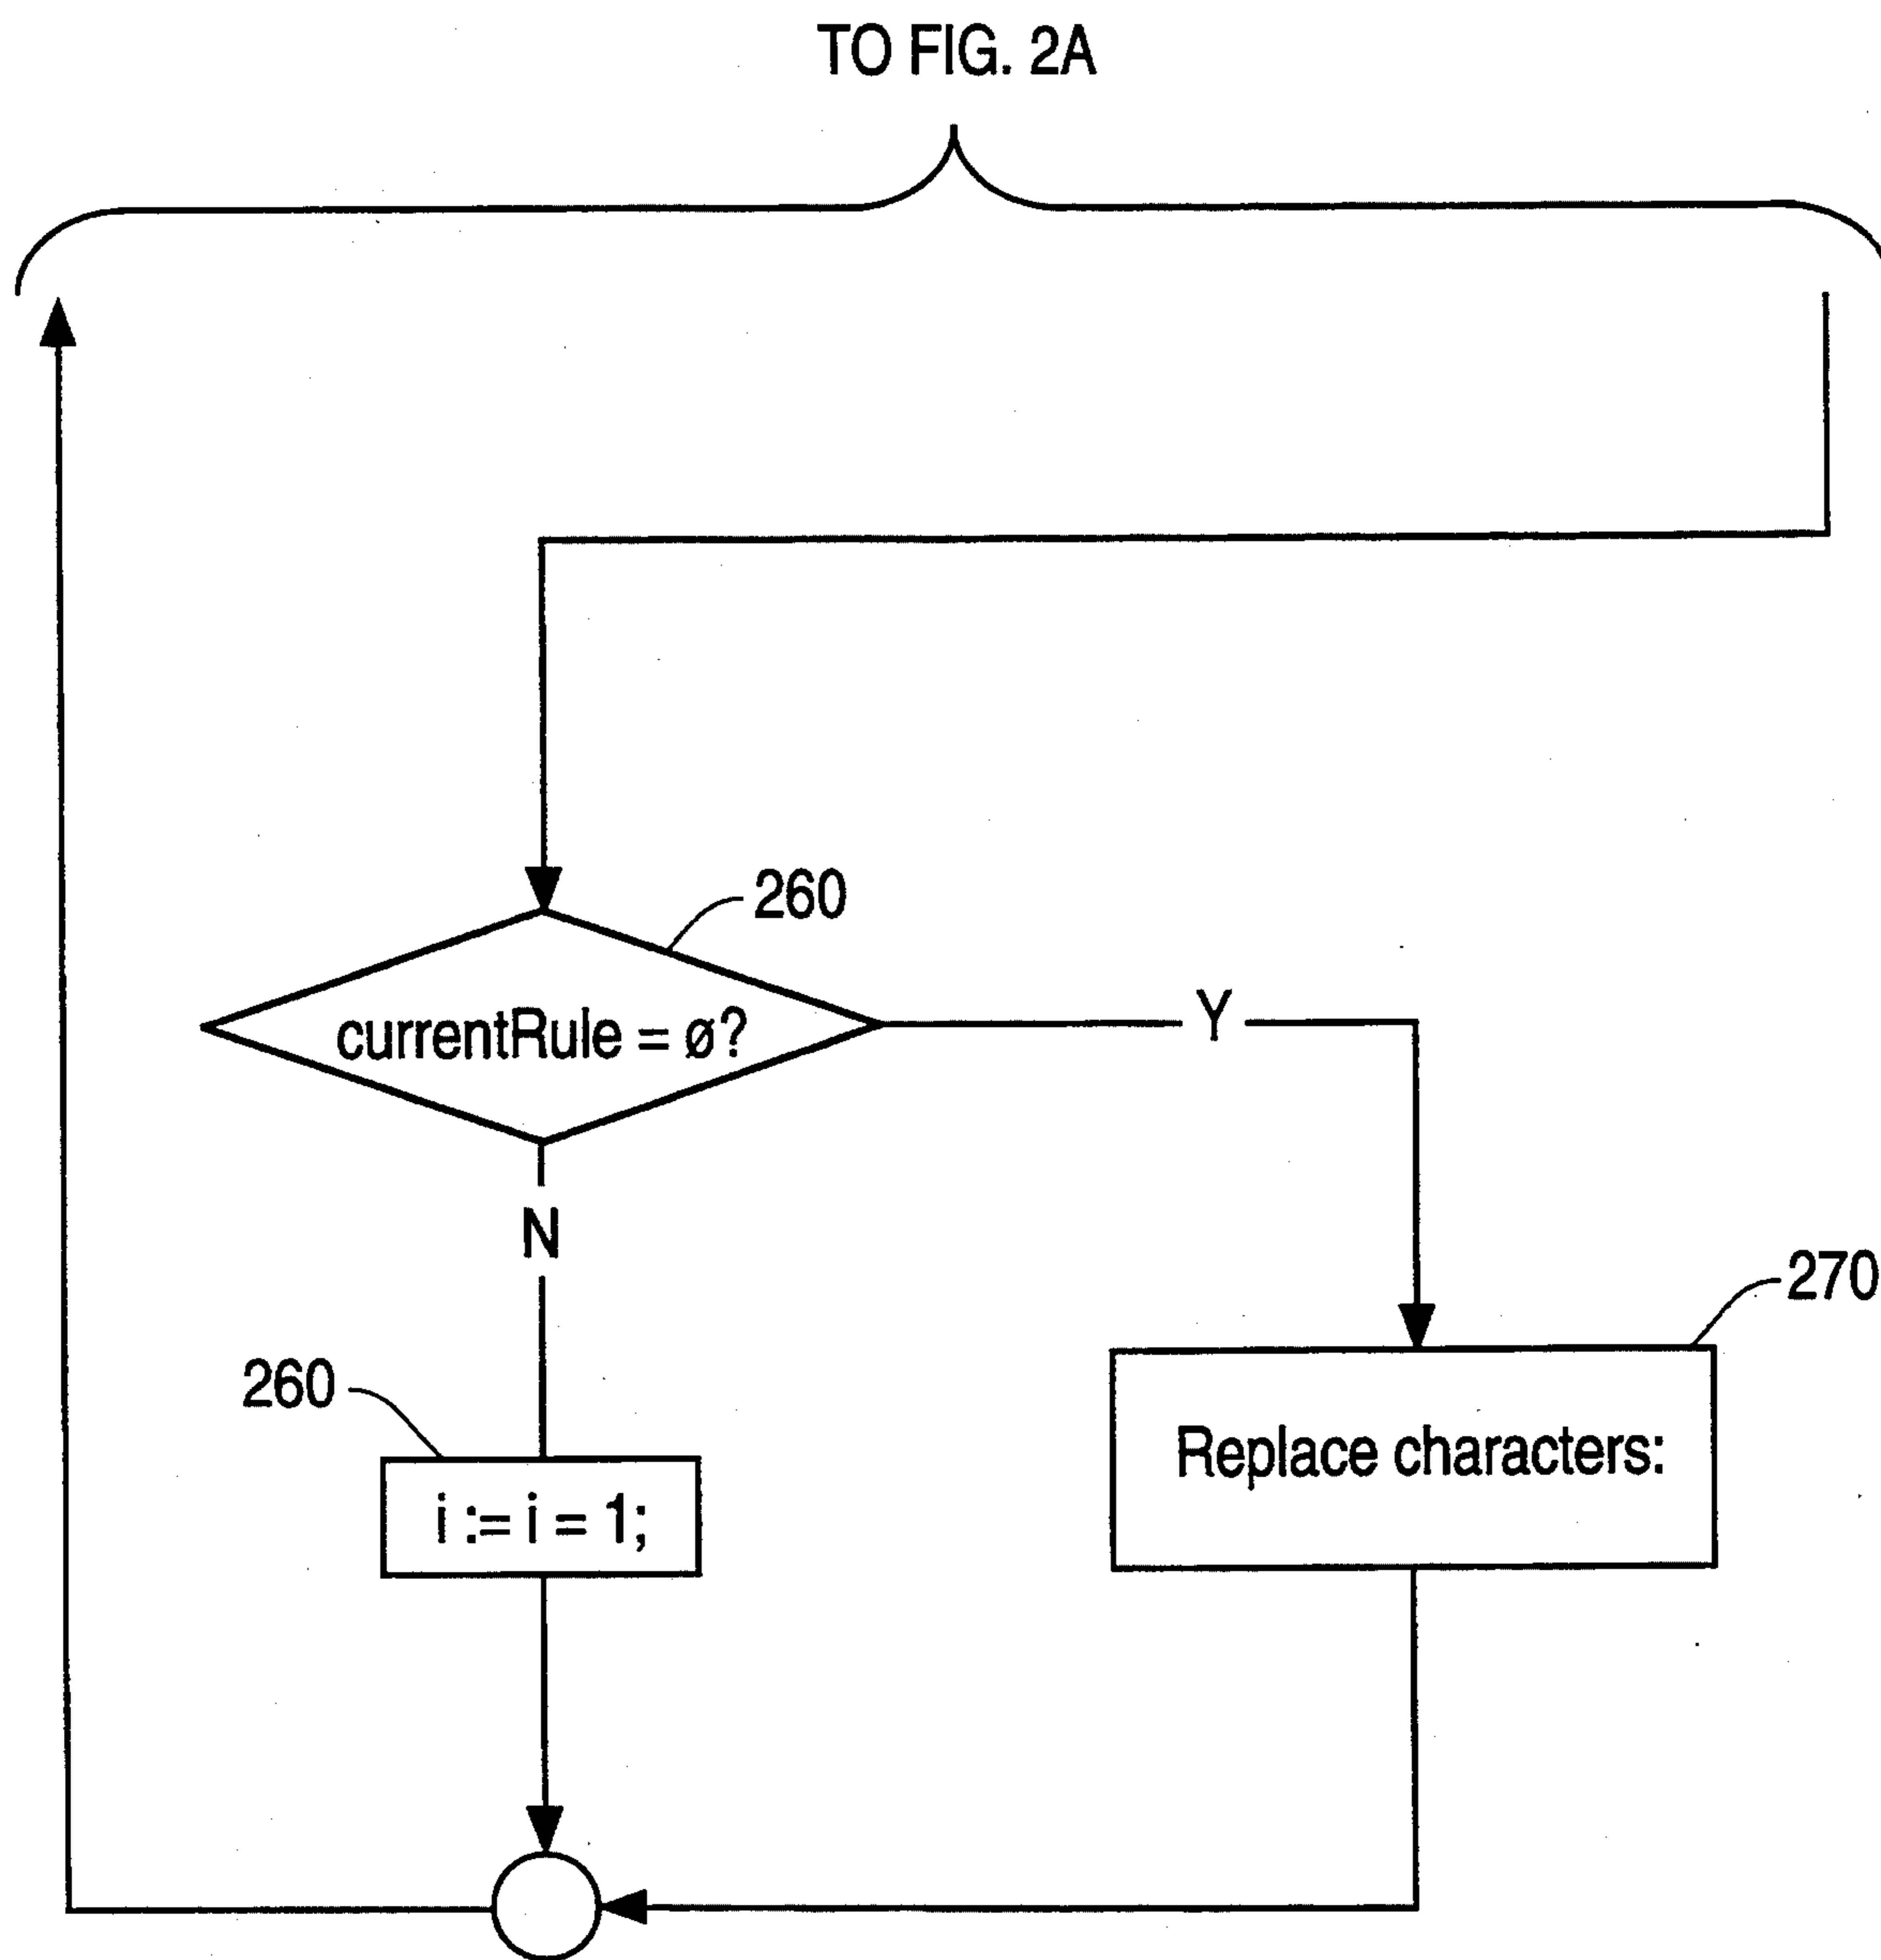 TO FIG. 2A
260
currentRule = ø?
Y
N
270
260
Replace characters:
i := i = 1;